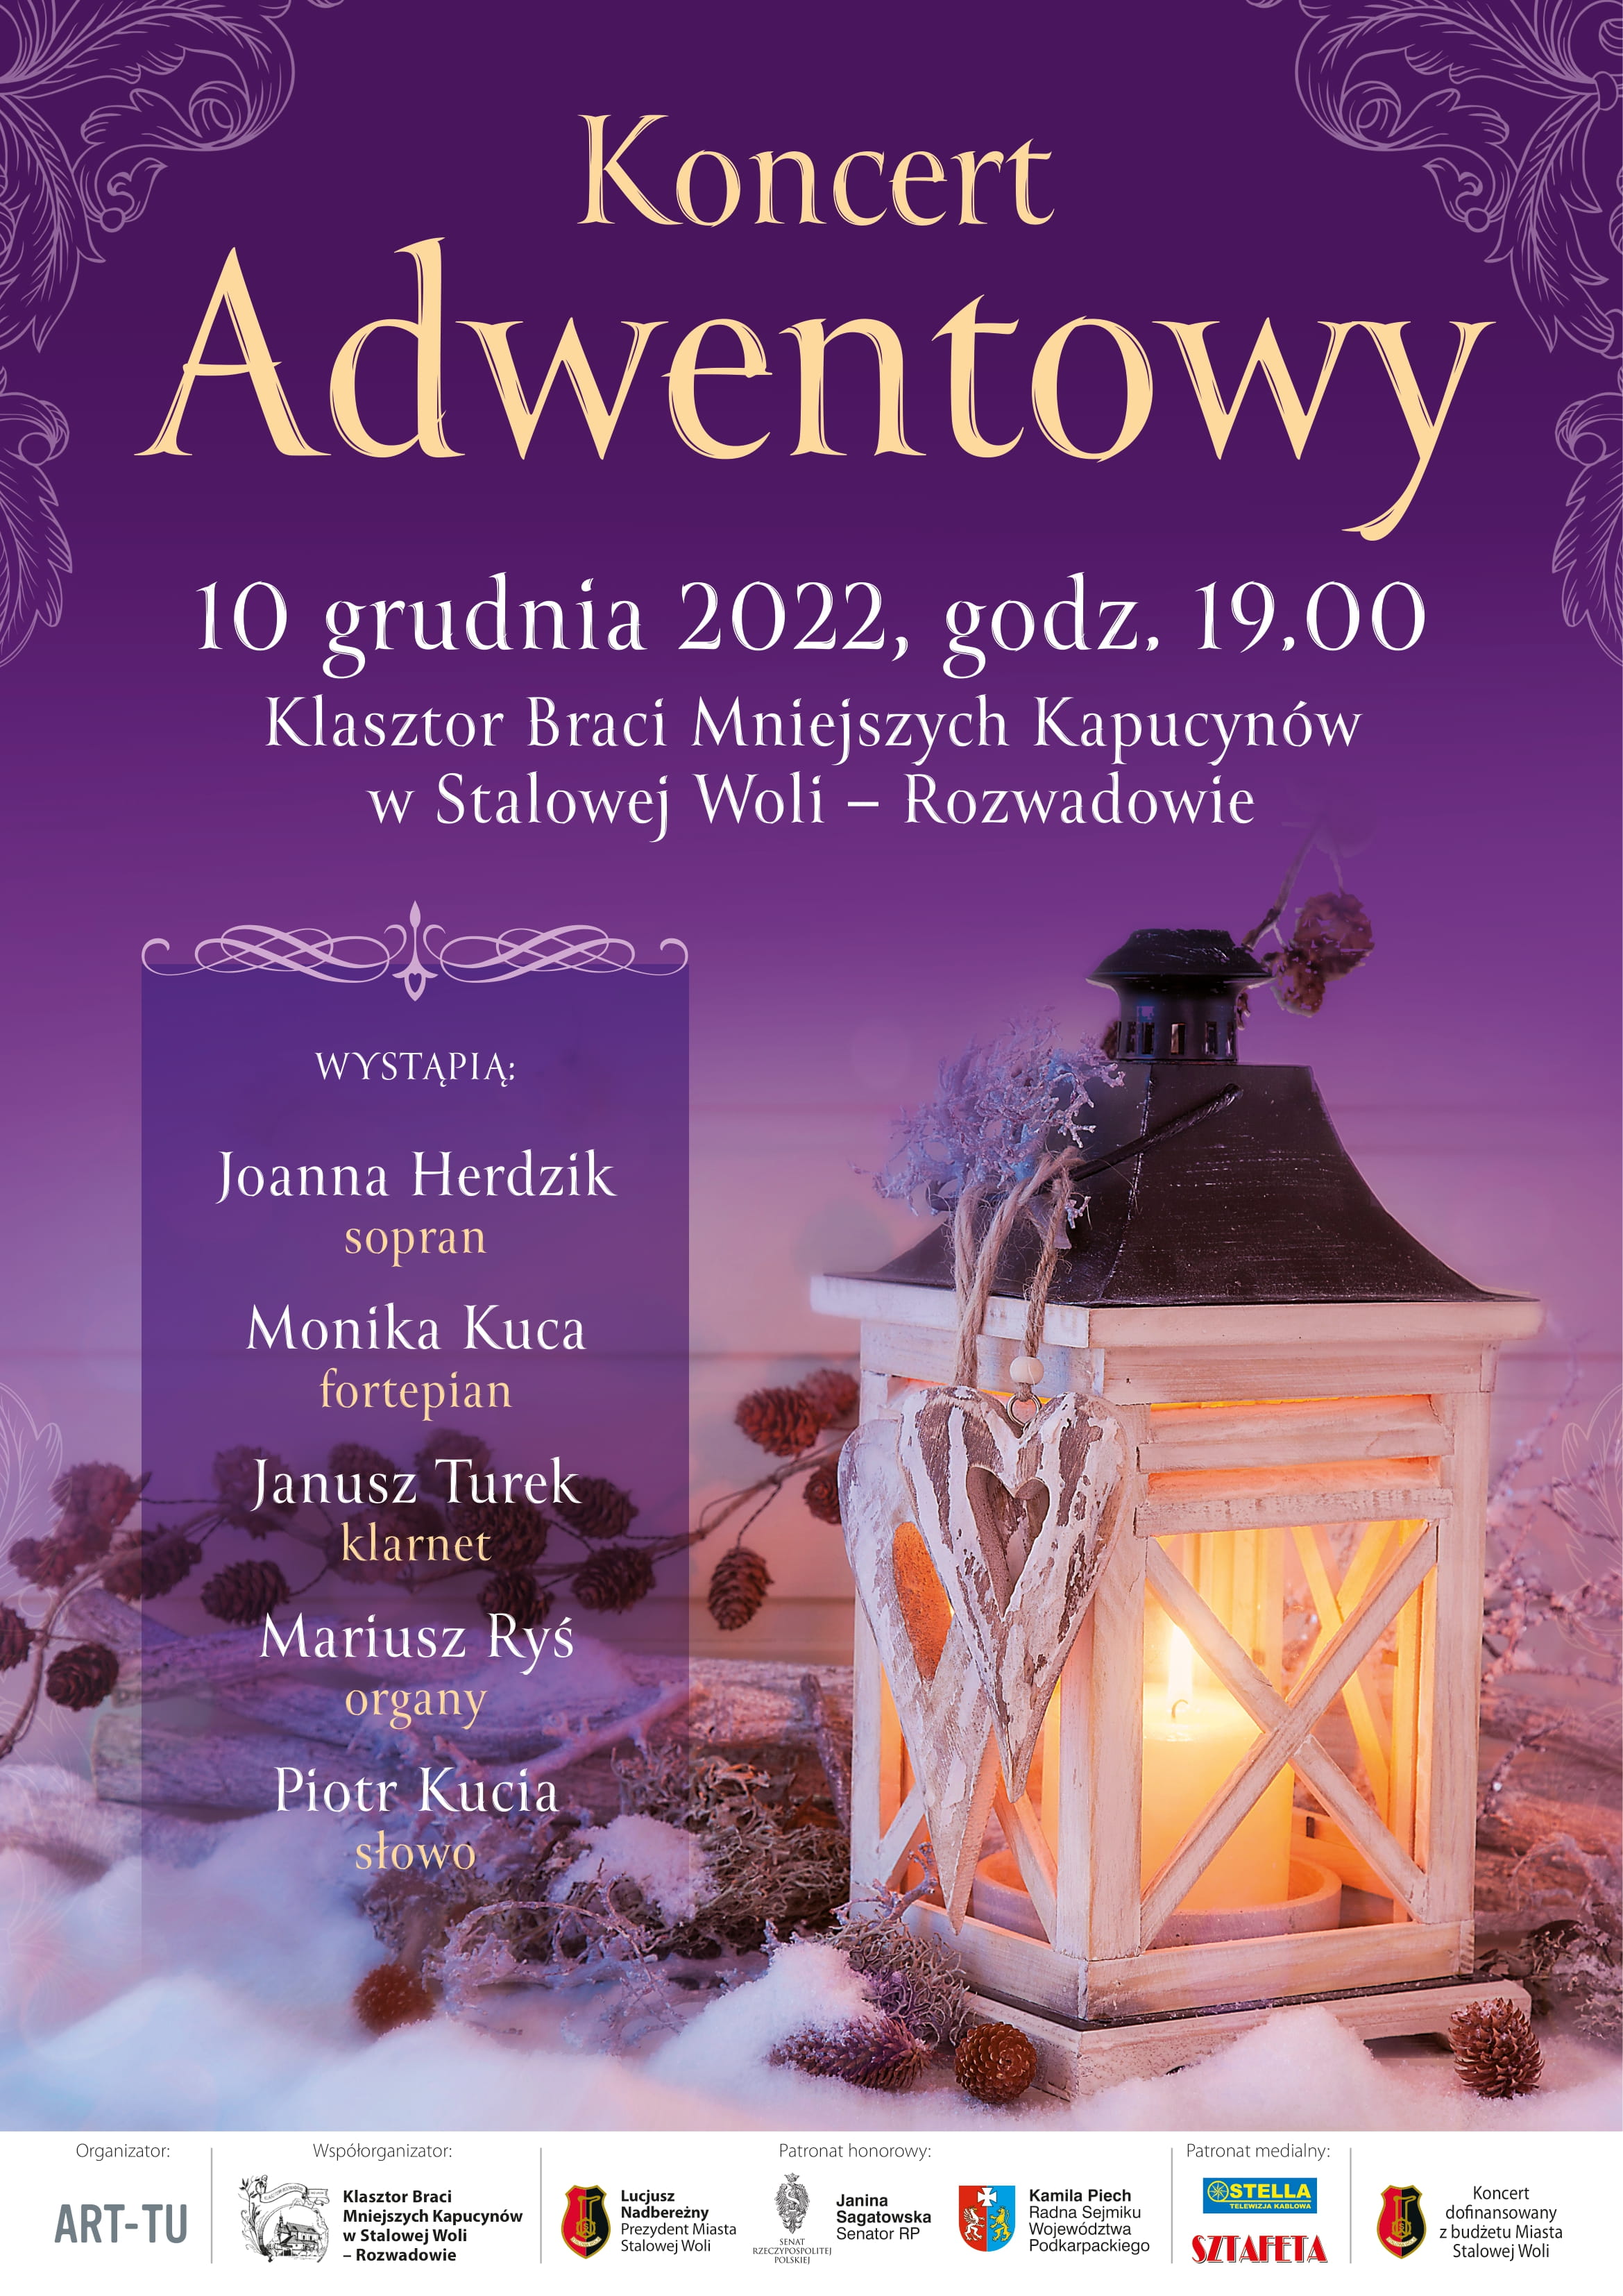 Koncert
Adwentowy
10 grudnia 2022, godz. 19.00
Klasztor Braci Mniejszych Kapucynów
w Stalowej Woli – Rozwadowie
WYSTĄPIĄ:
Joanna Herdzik
sopran
Monika Kuca
fortepian
Janusz Turek
klarnet
Mariusz Ryś
organy
Piotr Kucia
słowo
Organizator:
ART-TU
Współorganizator:
Klasztor Braci
Mniejszych Kapucynów
w Stalowej Woli
– Rozwadowie
Patronat honorowy:
Lucjusz
Nadbereżny
Prezydent Miasta
Stalowej Woli
SENAT
RZECZYPOSPOLITEJ
POLSKIEJ
Janina
Sagatowska
Senator RP
Kamila Piech
Radna Sejmiku
Województwa
Podkarpackiego
Patronat medialny:
STELLA
TELEWIZJA KABLOWA
SZTAFETA
Koncert
dofinansowany
z budżetu Miasta
Stalowej Woli